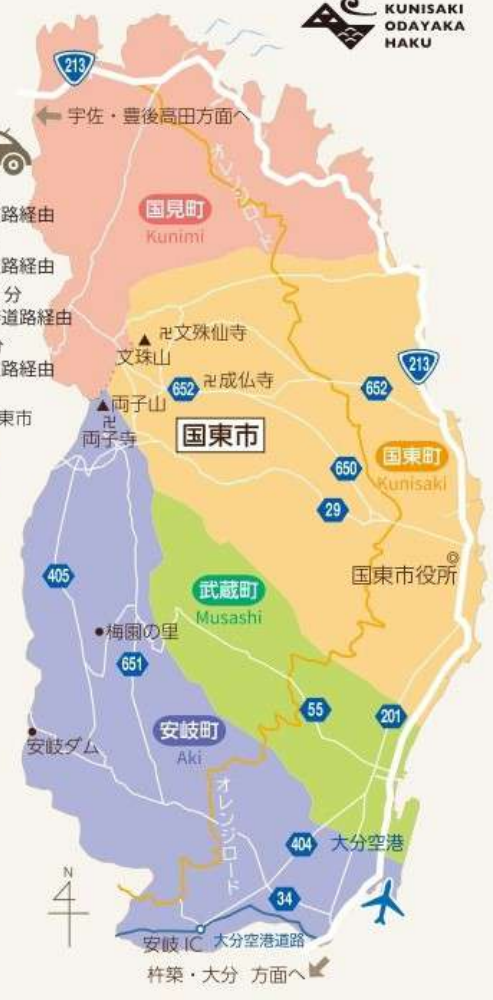 KUNISAKI
ODAYAKA
HAKU
213
宇佐・豊後高田方面へ
オレンジロード
路経由
国見町
Kunimi
路経由
分
道路経由
文殊仙寺
文珠山
路経由
213
652
成仏寺
652
両子山
東市
両子寺
国東市
国東町
Kunisaki
650
29
405
国東市役所
武蔵町
Musashi
梅園の里
651
55
201
安岐町
Aki
安岐ダム
オレンジロード
404
大分空港
N
34
安岐IC
大分空港道路
杵築・大分 方面へ